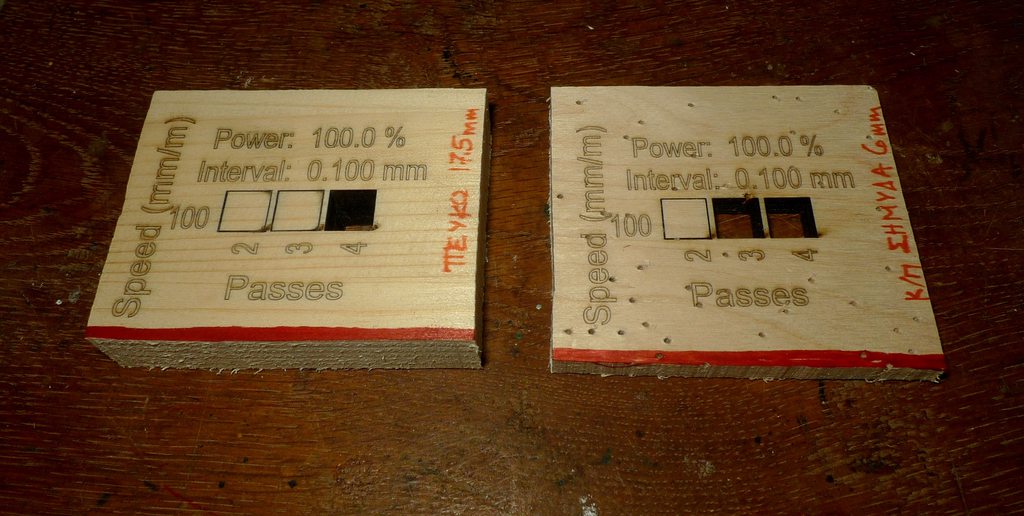 Power: 100.0 %
Interval: 0.100 mm
Speed (mm/m)
100
2 3 4
Passes
ΠΕΥΚΟ 17.5mm
Power: 100.0 %
Interval: 0.100 mm
Speed (mm/m)
100
2 3 4
Passes
Κ/Π ΣΗΜΥΔΑ 6mm